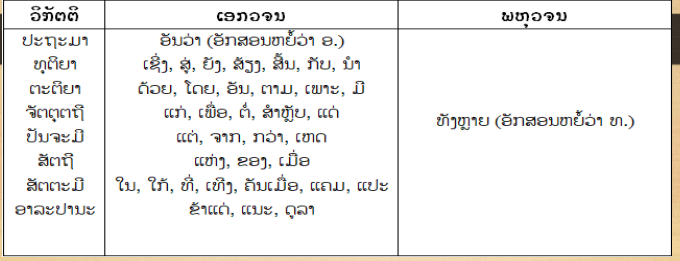 ວິກັຕຕິ ເອກວຈນ ພຫຸວຈນ
ປະຖະມາ ອັນວ່າ (ອັກສອນຫຍໍ້ວ່າ ອ.)
ທຸຕິຍາ ເຊິ່ງ, ສູ່, ຍັງ, ສ້ຽງ, ສິ້ນ, ກັບ, ນຳ
ຕະຕິຍາ ດ້ວຍ, ໂດຍ, ອັນ, ຕາມ, ເພາະ, ມີ
ຈັຕຕຸຕຖີ ແກ່, ເພື່ອ, ຕໍ່, ສຳຫຼັບ, ແດ່
ທັງຫຼາຍ (ອັກສອນຫຍໍ້ວ່າ ທ.)
ປັນຈະມີ ແຕ່, ຈາກ, ກວ່າ, ເຫດ
ສັຕຖີ ແຫ່ງ, ຂອງ, ເມື່ອ
ສັຕຕະມີ ໃນ, ໃກ້, ທີ່, ເທີງ, ຄັນເມື່ອ, ແຄມ, ແປະ
ອາລະປານະ ຂ້າແດ່, ແນະ, ດູລາ